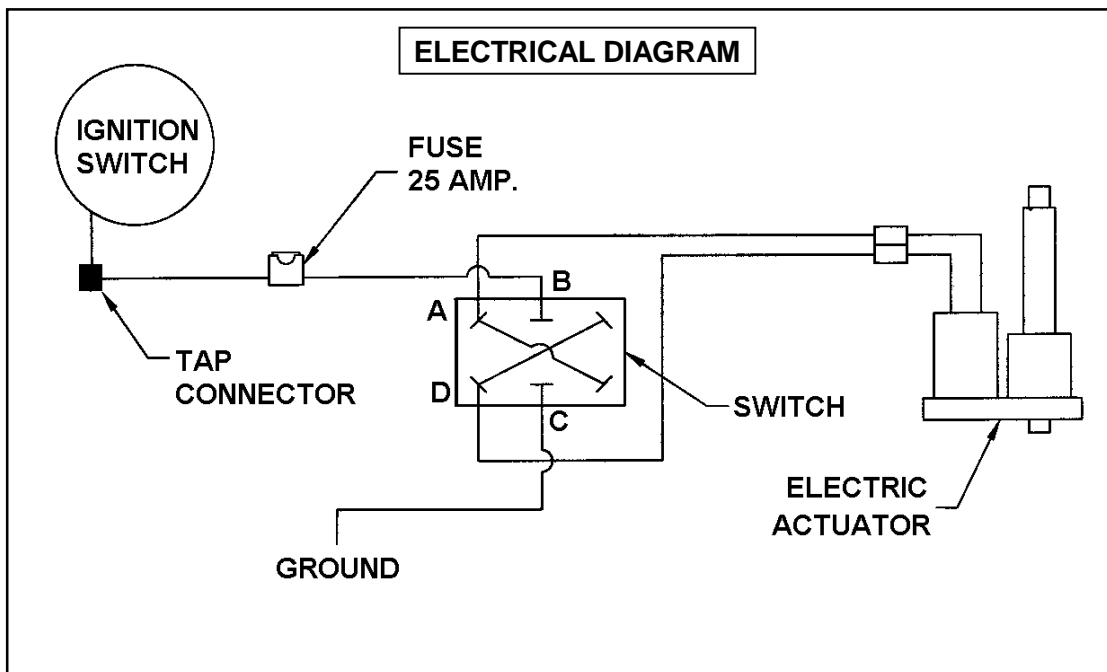 ELECTRICAL DIAGRAM
IGNITION
SWITCH
FUSE
25 AMP.
A
B
TAP
CONNECTOR
D
C
SWITCH
GROUND
ELECTRIC
ACTUATOR